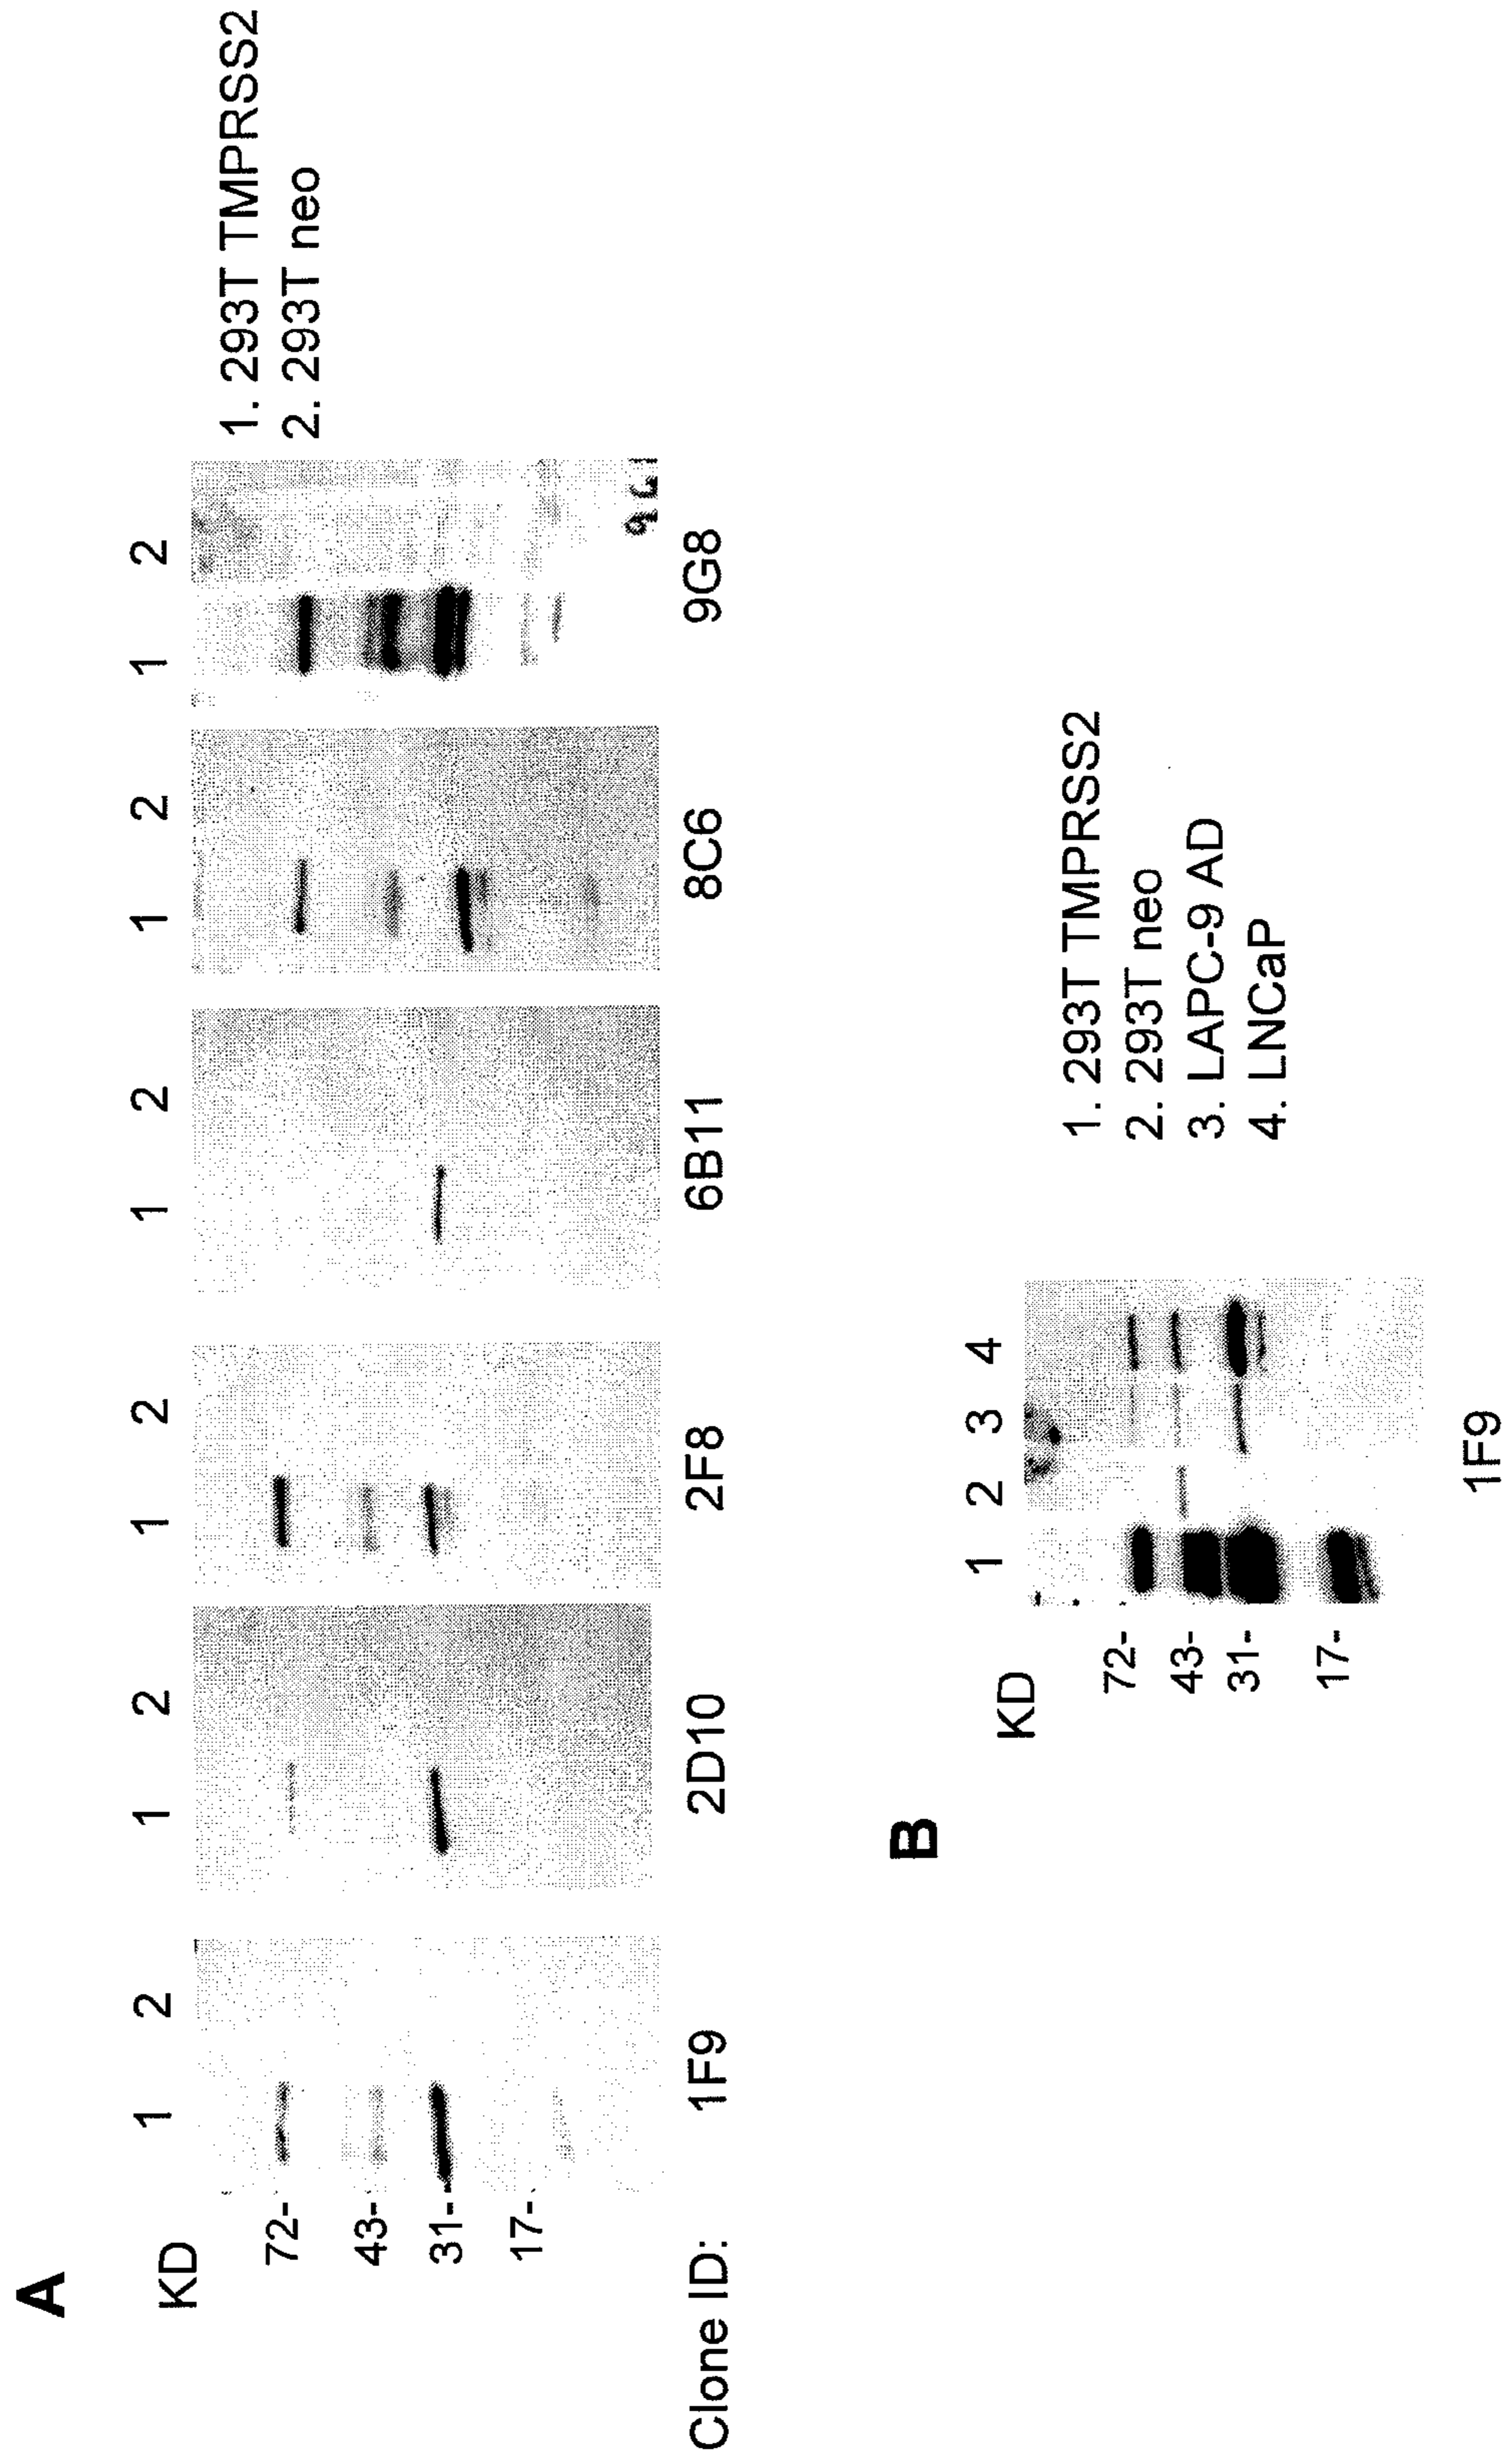 A
KD
1 2 1 2 1 2 1 2 1 2 1 2
1. 293T TMPRSS2
2. 293T neo
72-
43-
31-
17-
Clone ID: 1F9 2D10 2F8 6B11 8C6 9G8
B
KD
1 2 3 4
1. 293T TMPRSS2
2. 293T neo
3. LAPC-9 AD
4. LNCaP
72-
43-
31-
17-
1F9